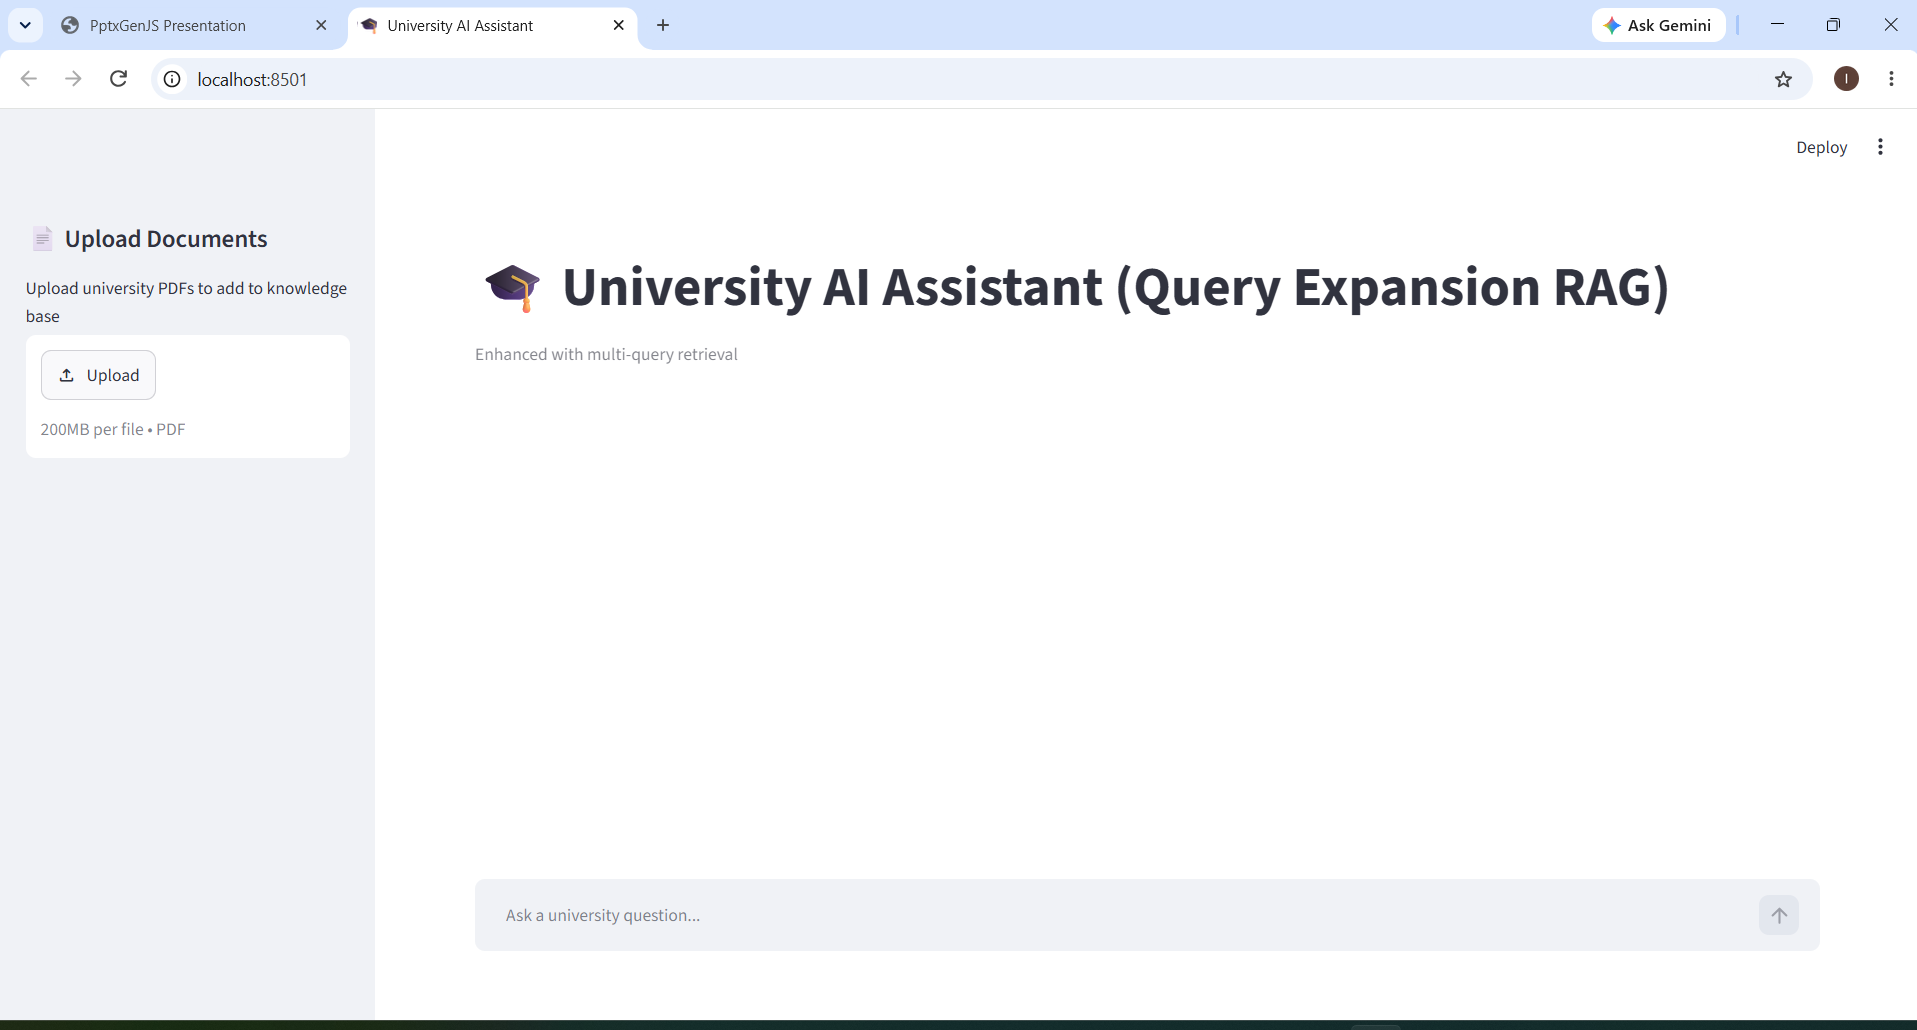 PptxGenJS Presentation
University AI Assistant
Ask Gemini
localhost:8501
I
Deploy
Upload Documents
Upload university PDFs to add to knowledge
base
Upload
200MB per file • PDF
University AI Assistant (Query Expansion RAG)
Enhanced with multi-query retrieval
Ask a university question...